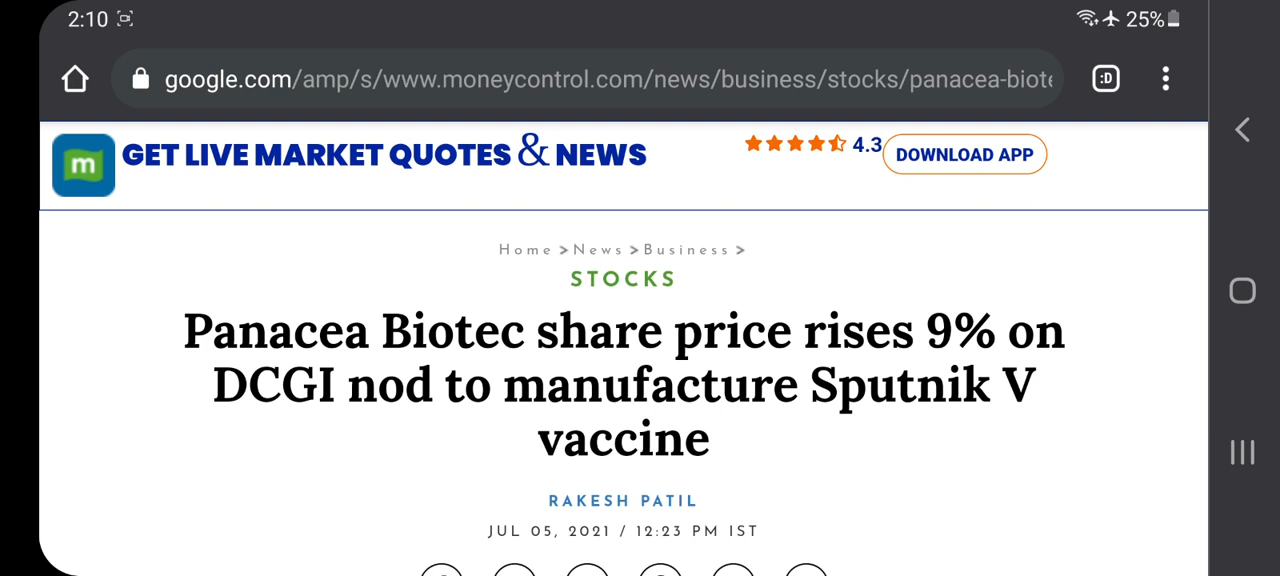 2:10 25%
google.com/amp/s/www.moneycontrol.com/news/business/stocks/panacea-biote
:D
m GET LIVE MARKET QUOTES & NEWS 4.3 DOWNLOAD APP
Home > News > Business >
STOCKS
Panacea Biotec share price rises 9% on
DCGI nod to manufacture Sputnik V
vaccine
RAKESH PATIL
JUL 05, 2021 / 12:23 PM IST